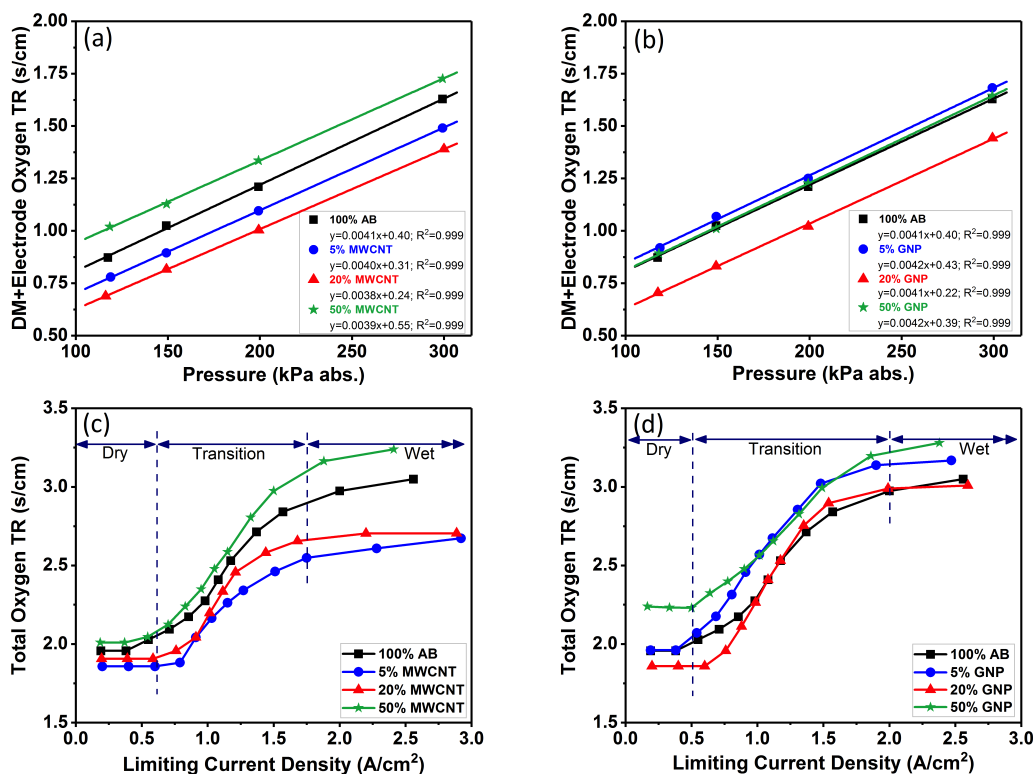 (a)
DM+Electrode Oxygen TR (s/cm)
2.00
1.75
1.50
1.25
1.00
0.75
0.50
100% AB
y=0.0041x+0.40; R²=0.999
5% MWCNT
y=0.0040x+0.31; R²=0.999
20% MWCNT
y=0.0038x+0.24; R²=0.999
50% MWCNT
y=0.0039x+0.55; R²=0.999
100 150 200 250 300
Pressure (kPa abs.)
(b)
DM+Electrode Oxygen TR (s/cm)
2.00
1.75
1.50
1.25
1.00
0.75
0.50
100% AB
y=0.0041x+0.40; R²=0.999
5% GNP
y=0.0042x+0.43; R²=0.999
20% GNP
y=0.0041x+0.22; R²=0.999
50% GNP
y=0.0042x+0.39; R²=0.999
100 150 200 250 300
Pressure (kPa abs.)
(c)
Total Oxygen TR (s/cm)
3.5
3.0
2.5
2.0
1.5
Dry Transition Wet
100% AB
5% MWCNT
20% MWCNT
50% MWCNT
0.0 0.5 1.0 1.5 2.0 2.5 3.0
Limiting Current Density (A/cm²)
(d)
Total Oxygen TR (s/cm)
3.5
3.0
2.5
2.0
1.5
Dry Transition Wet
100% AB
5% GNP
20% GNP
50% GNP
0.0 0.5 1.0 1.5 2.0 2.5 3.0
Limiting Current Density (A/cm²)